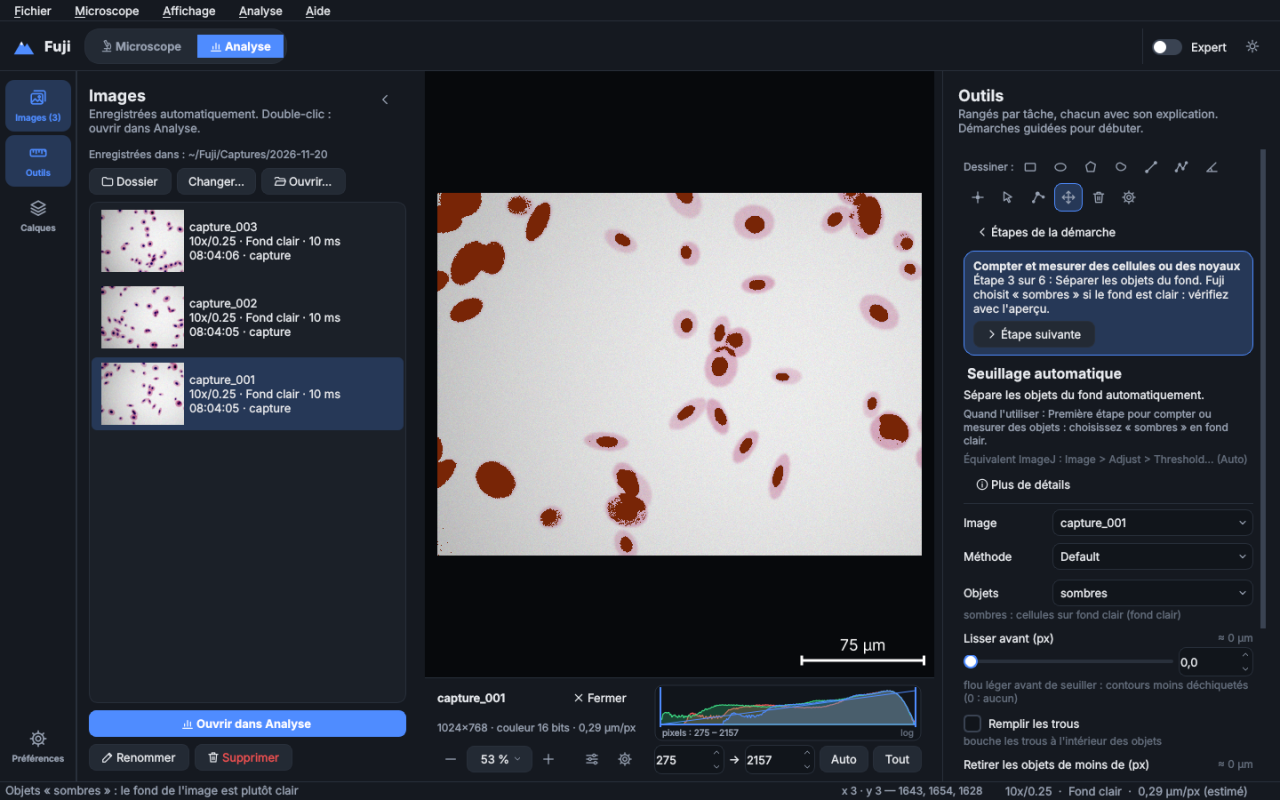 Fichier Microscope Affichage Analyse Aide
Fuji Microscope Analyse Expert
Images (3)
Outils
Calques
Préférences
Images
Enregistrées automatiquement. Double-clic :
ouvrir dans Analyse.
Enregistrées dans : ~/Fuji/Captures/2026-11-20
Dossier Changer... Ouvrir...
capture_003
10x/0.25 · Fond clair · 10 ms
08:04:06 · capture
capture_002
10x/0.25 · Fond clair · 10 ms
08:04:05 · capture
capture_001
10x/0.25 · Fond clair · 10 ms
08:04:05 · capture
Ouvrir dans Analyse
Renommer Supprimer
75 µm
capture_001 Fermer
1024×768 · couleur 16 bits · 0,29 µm/px
pixels : 275 – 2157 log
53 % 275 2157 Auto Tout
Outils
Rangés par tâche, chacun avec son explication.
Démarches guidées pour débuter.
Dessiner :
Étapes de la démarche
Compter et mesurer des cellules ou des noyaux
Étape 3 sur 6 : Séparer les objets du fond. Fuji
choisit « sombres » si le fond est clair : vérifiez
avec l'aperçu.
Étape suivante
Seuillage automatique
Sépare les objets du fond automatiquement.
Quand l'utiliser : Première étape pour compter ou
mesurer des objets : choisissez « sombres » en fond
clair.
Équivalent ImageJ : Image > Adjust > Threshold... (Auto)
Plus de détails
Image capture_001
Méthode Default
Objets sombres
sombres : cellules sur fond clair (fond clair)
Lisser avant (px) ≈ 0 µm
0,0
flou léger avant de seuiller : contours moins déchiquetés
(0 : aucun)
Remplir les trous
bouche les trous à l'intérieur des objets
Retirer les objets de moins de (px) ≈ 0 µm
Objets « sombres » : le fond de l'image est plutôt clair
x 3 · y 3 — 1643, 1654, 1628 10x/0.25 · Fond clair · 0,29 µm/px (estimé)